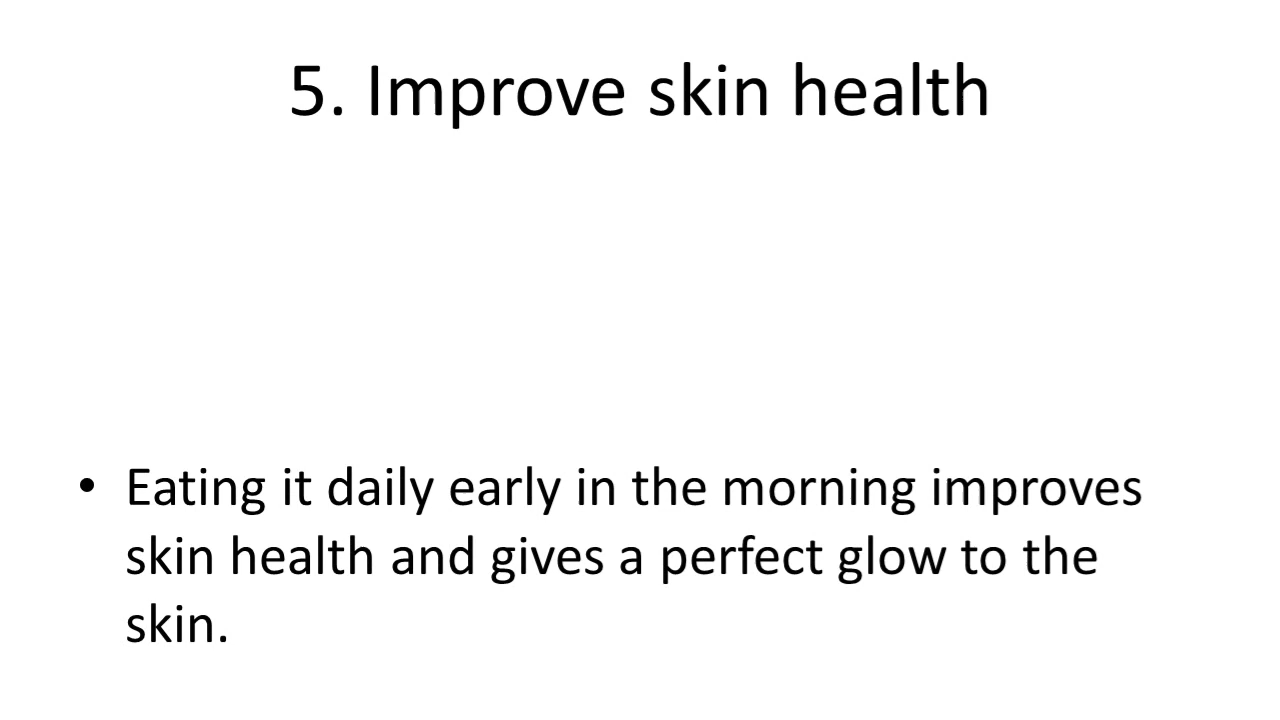 5. Improve skin health
• Eating it daily early in the morning improves
skin health and gives a perfect glow to the
skin.